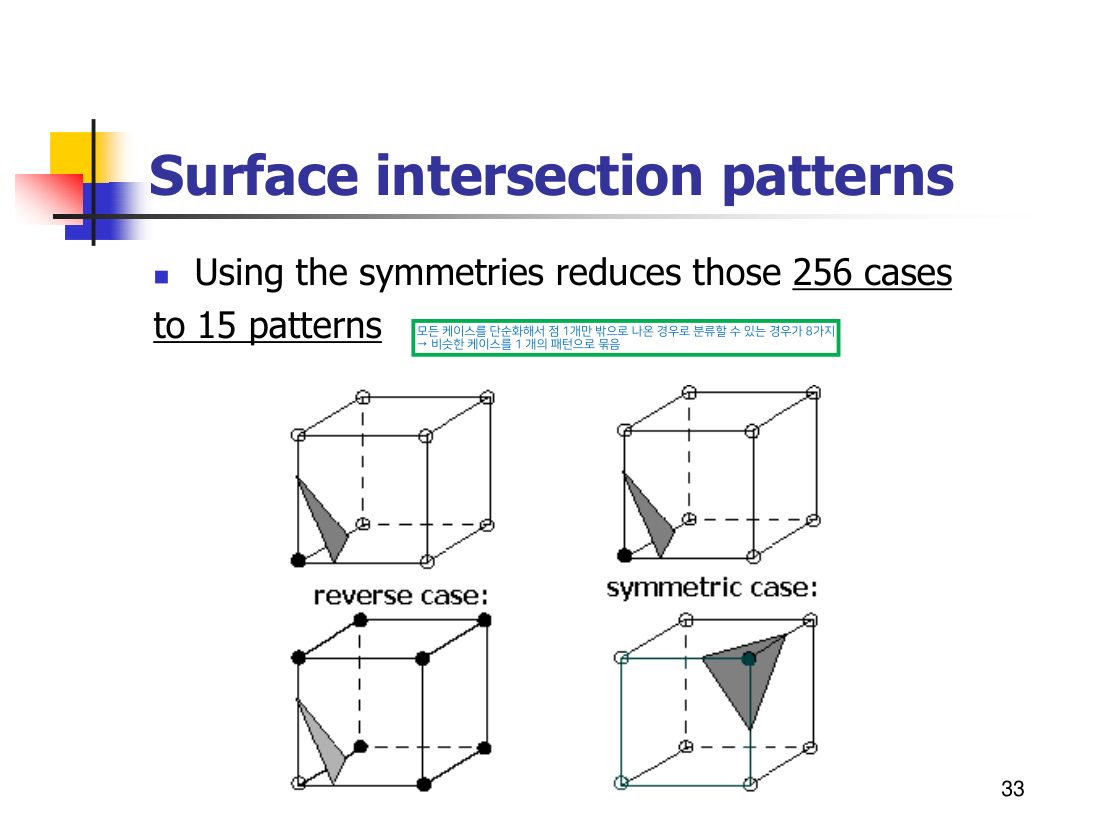 Surface intersection patterns
Using the symmetries reduces those 256 cases
to 15 patterns
모든 케이스를 단순화해서 점 1개만 밖으로 나온 경우로 분류할 수 있는 경우가 8가지
→ 비슷한 케이스를 1 개의 패턴으로 묶음
reverse case:
symmetric case:
33